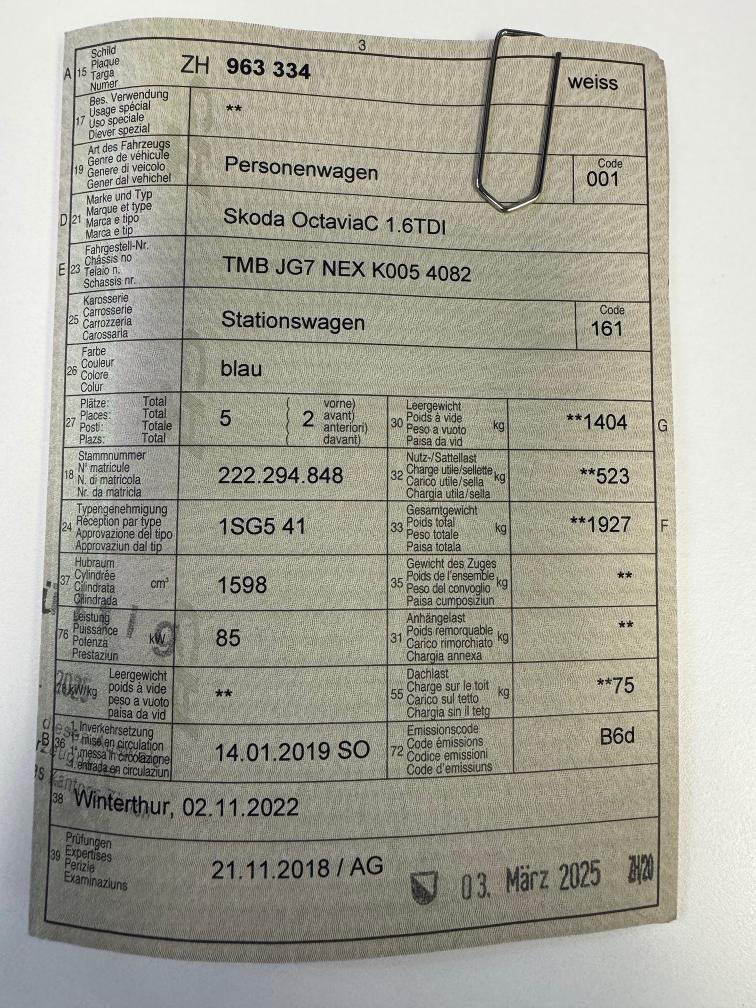 3
A 15 Schild
Plaque
Targa
Numer
ZH 963 334
weiss
17 Bes. Verwendung
Usage spécial
Uso speciale
Diever spezial
**
19 Art des Fahrzeugs
Genre de véhicule
Genere di veicolo
Gener dal vehichel
Personenwagen
Code
001
D 21 Marke und Typ
Marque et type
Marca e tipo
Marca e tip
Skoda OctaviaC 1.6TDI
E 23 Fahrgestell-Nr.
Châssis no
Telaio n.
Schassis nr.
TMB JG7 NEX K005 4082
25 Karosserie
Carrosserie
Carrozzeria
Carossaria
Stationswagen
Code
161
26 Farbe
Couleur
Colore
Colur
blau
27 Plätze: Total
Places: Total
Posti: Totale
Plazs: Total
5
2
vorne)
avant)
anteriori)
davant)
30 Leergewicht
Poids à vide
Peso a vuoto
Paisa da vid
kg
**1404
G
18 Stammnummer
N° matricule
N. di matricola
Nr. da matricla
222.294.848
32 Nutz-/Sattellast
Charge utile/sellette
Carico utile/sella
Chargia utila/sella
kg
**523
24 Typengenehmigung
Réception par type
Approvazione del tipo
Approvaziun dal tip
1SG5 41
33 Gesamtgewicht
Poids total
Peso totale
Paisa totala
kg
**1927
F
37 Hubraum
Cylindrée
Cilindrata
Cilindrada
cm³
1598
35 Gewicht des Zuges
Poids de l'ensemble
Peso del convoglio
Paisa cumposiziun
kg
**
76 Leistung
Puissance
Potenza
Prestaziun
kW
85
31 Anhängelast
Poids remorquable
Carico rimorchiato
Chargia annexa
kg
**
78 kW/kg
Leergewicht
poids à vide
peso a vuoto
paisa da vid
**
55 Dachlast
Charge sur le toit
Carico sul tetto
Chargia sin il tetg
kg
**75
B 36 1. Inverkehrsetzung
1re mise en circulation
1a messa in circolazione
1. entrada en circulaziun
14.01.2019 SO
72 Emissionscode
Code émissions
Codice emissioni
Code d'emissiuns
B6d
38 Winterthur, 02.11.2022
39 Prüfungen
Expertises
Perizie
Examinaziuns
21.11.2018 / AG
03. März 2025
ZH/20